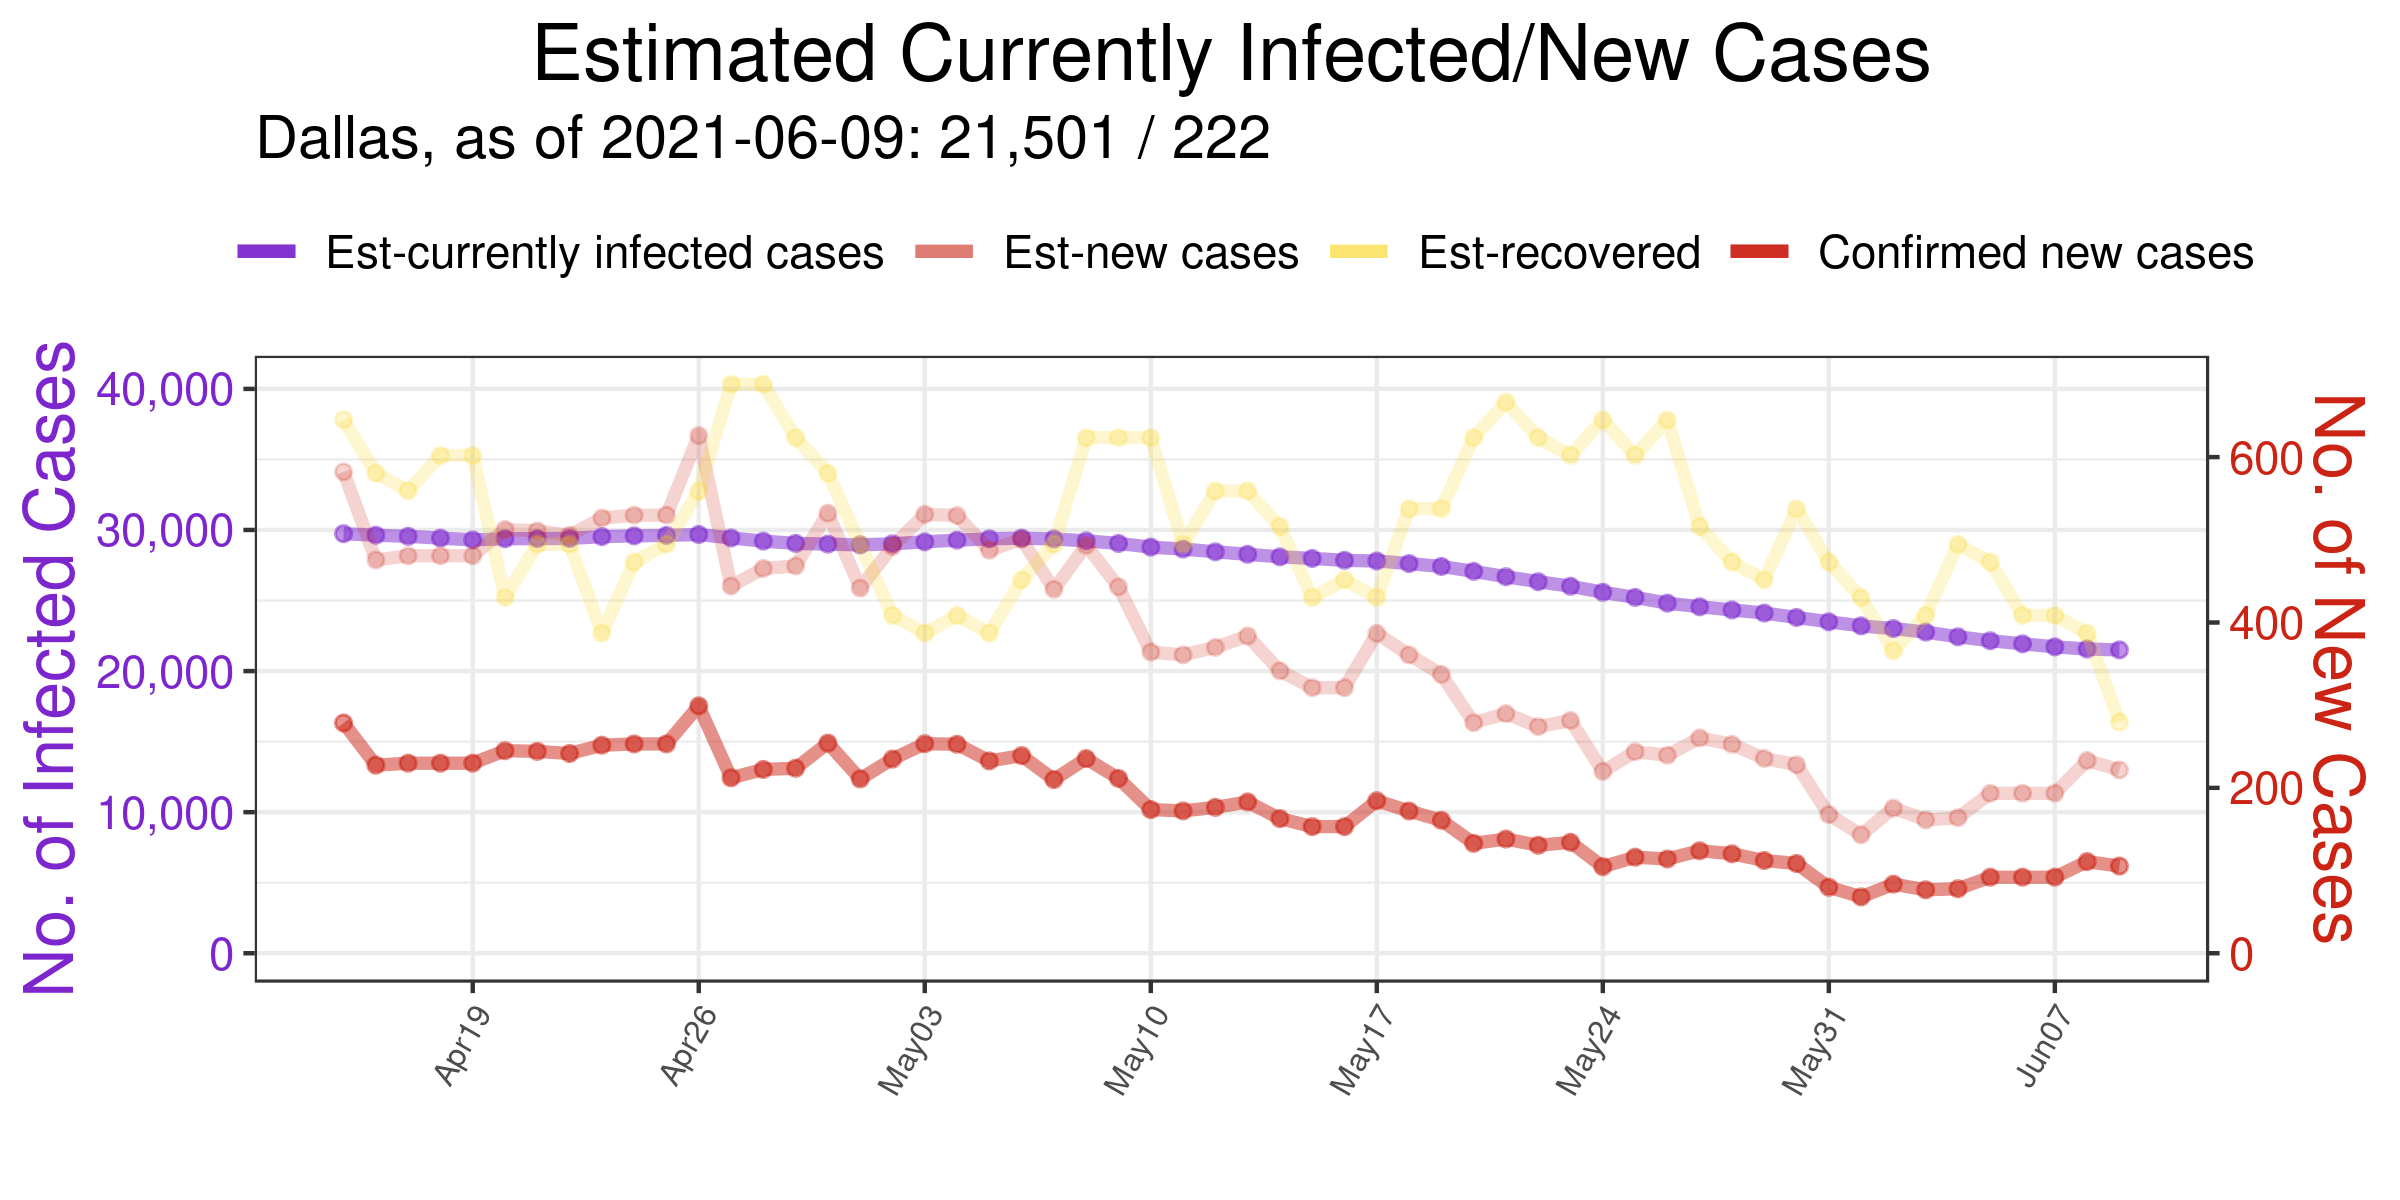 Estimated Currently Infected/New Cases
Dallas, as of 2021-06-09: 21,501 / 222
Est-currently infected cases Est-new cases Est-recovered Confirmed new cases
No. of Infected Cases
40,000
30,000
20,000
10,000
0
600
400
200
0
No. of New Cases
Apr19 Apr26 May03 May10 May17 May24 May31 Jun07